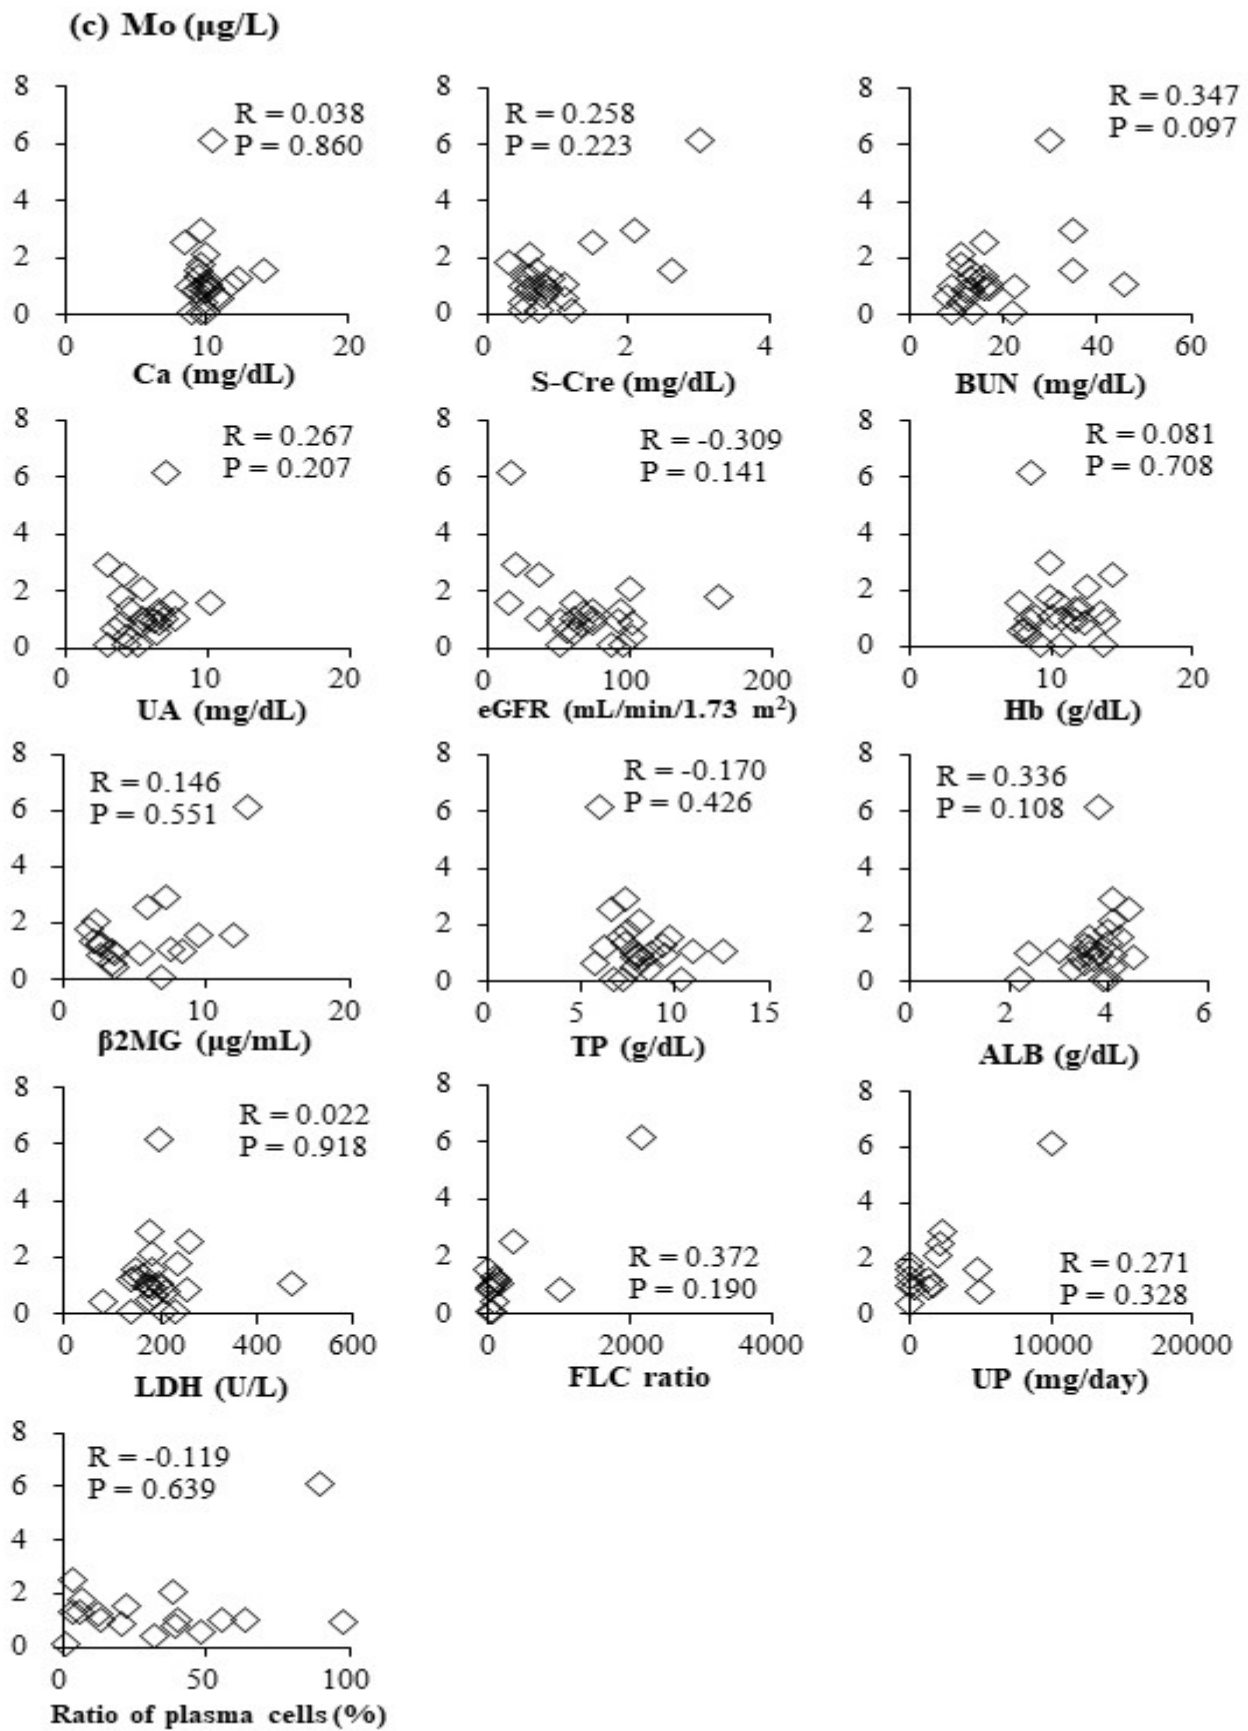 (c) Mo (μg/L)
8
6
4
2
0
R = 0.038
P = 0.860
0 10 20
Ca (mg/dL)
8
6
4
2
0
R = 0.258
P = 0.223
0 2 4
S-Cre (mg/dL)
8
6
4
2
0
R = 0.347
P = 0.097
0 20 40 60
BUN (mg/dL)
8
6
4
2
0
R = 0.267
P = 0.207
0 10 20
UA (mg/dL)
8
6
4
2
0
R = -0.309
P = 0.141
0 100 200
eGFR (mL/min/1.73 m²)
8
6
4
2
0
R = 0.081
P = 0.708
0 10 20
Hb (g/dL)
8
6
4
2
0
R = 0.146
P = 0.551
0 10 20
β2MG (μg/mL)
8
6
4
2
0
R = -0.170
P = 0.426
0 5 10 15
TP (g/dL)
8
6
4
2
0
R = 0.336
P = 0.108
0 2 4 6
ALB (g/dL)
8
6
4
2
0
R = 0.022
P = 0.918
0 200 400 600
LDH (U/L)
8
6
4
2
0
R = 0.372
P = 0.190
0 2000 4000
FLC ratio
8
6
4
2
0
R = 0.271
P = 0.328
0 10000 20000
UP (mg/day)
8
6
4
2
0
R = -0.119
P = 0.639
0 50 100
Ratio of plasma cells (%)